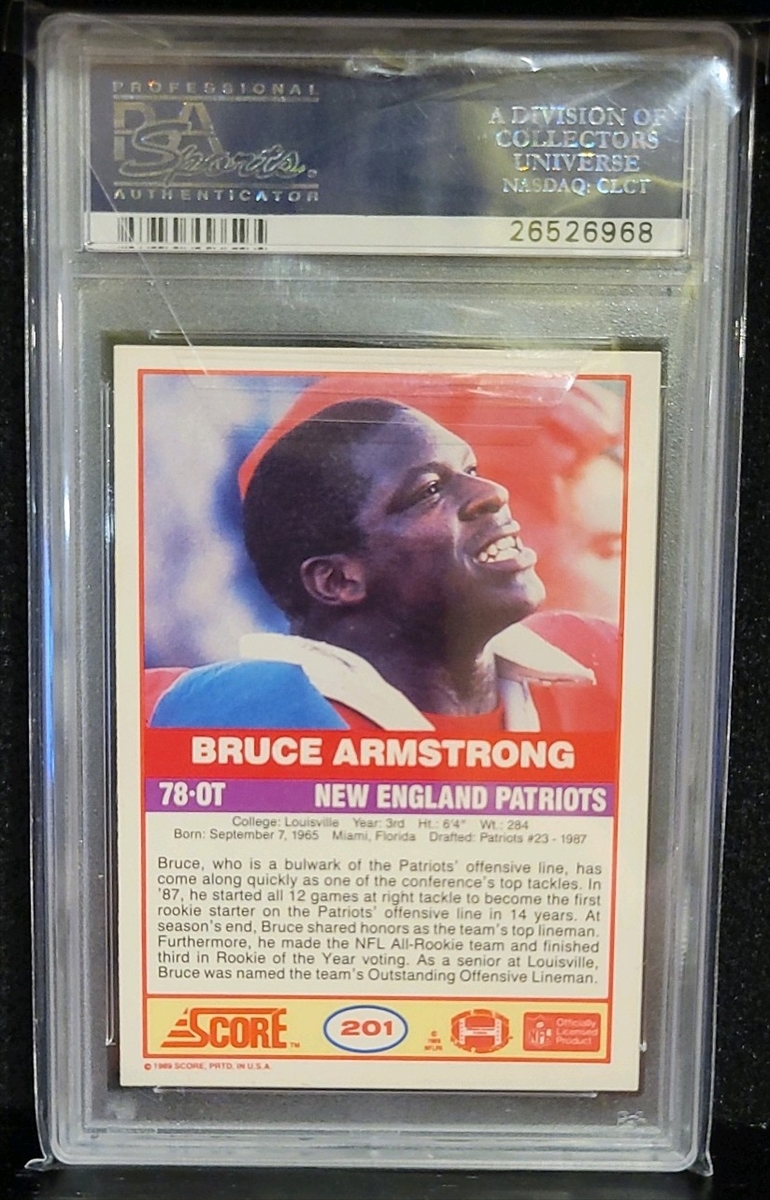 PROFESSIONAL
PSA
Sports.
AUTHENTICATOR
A DIVISION OF
COLLECTORS
UNIVERSE
NASDAQ: CLCT
26526968
BRUCE ARMSTRONG
78·OT NEW ENGLAND PATRIOTS
College: Louisville Year: 3rd Ht.: 6'4" Wt.: 284
Born: September 7, 1965 Miami, Florida Drafted: Patriots #23 - 1987
Bruce, who is a bulwark of the Patriots' offensive line, has
come along quickly as one of the conference's top tackles. In
'87, he started all 12 games at right tackle to become the first
rookie starter on the Patriots' offensive line in 14 years. At
season's end, Bruce shared honors as the team's top lineman.
Furthermore, he made the NFL All-Rookie team and finished
third in Rookie of the Year voting. As a senior at Louisville,
Bruce was named the team's Outstanding Offensive Lineman.
SCORE™ 201
©
1989
NFLPA
NFL
Officially
Licensed
Product
© 1989 SCORE, PRTD. IN U.S.A.